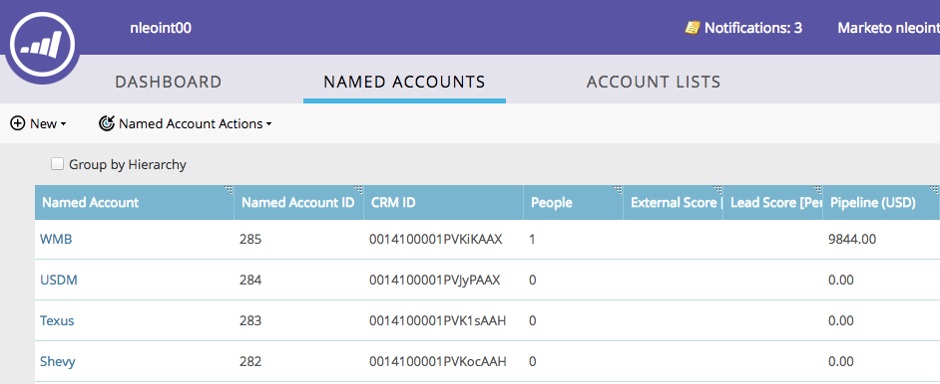 nleoint00 Notifications: 3 Marketo nleoint
DASHBOARD NAMED ACCOUNTS ACCOUNT LISTS
New Named Account Actions
Group by Hierarchy
Named Account Named Account ID CRM ID People External Score [ Lead Score [Per Pipeline (USD)
WMB 285 0014100001PVKiKAAX 1 9844.00
USDM 284 0014100001PVJyPAAX 0 0.00
Texus 283 0014100001PVK1sAAH 0 0.00
Shevy 282 0014100001PVKocAAH 0 0.00